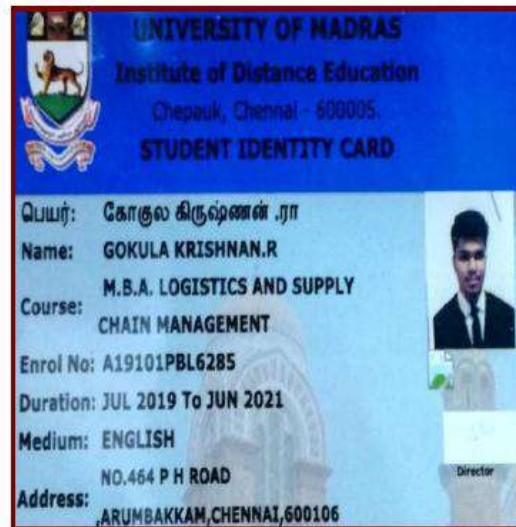 UNIVERSITY OF MADRAS
Institute of Distance Education
Chepauk, Chennai - 600005.
STUDENT IDENTITY CARD
பெயர்: கோகுல கிருஷ்ணன் .ரா
Name: GOKULA KRISHNAN.R
Course: M.B.A. LOGISTICS AND SUPPLY
CHAIN MANAGEMENT
Enrol No: A19101PBL6285
Duration: JUL 2019 To JUN 2021
Medium: ENGLISH
Address: NO.464 P H ROAD
,ARUMBAKKAM,CHENNAI,600106
Director